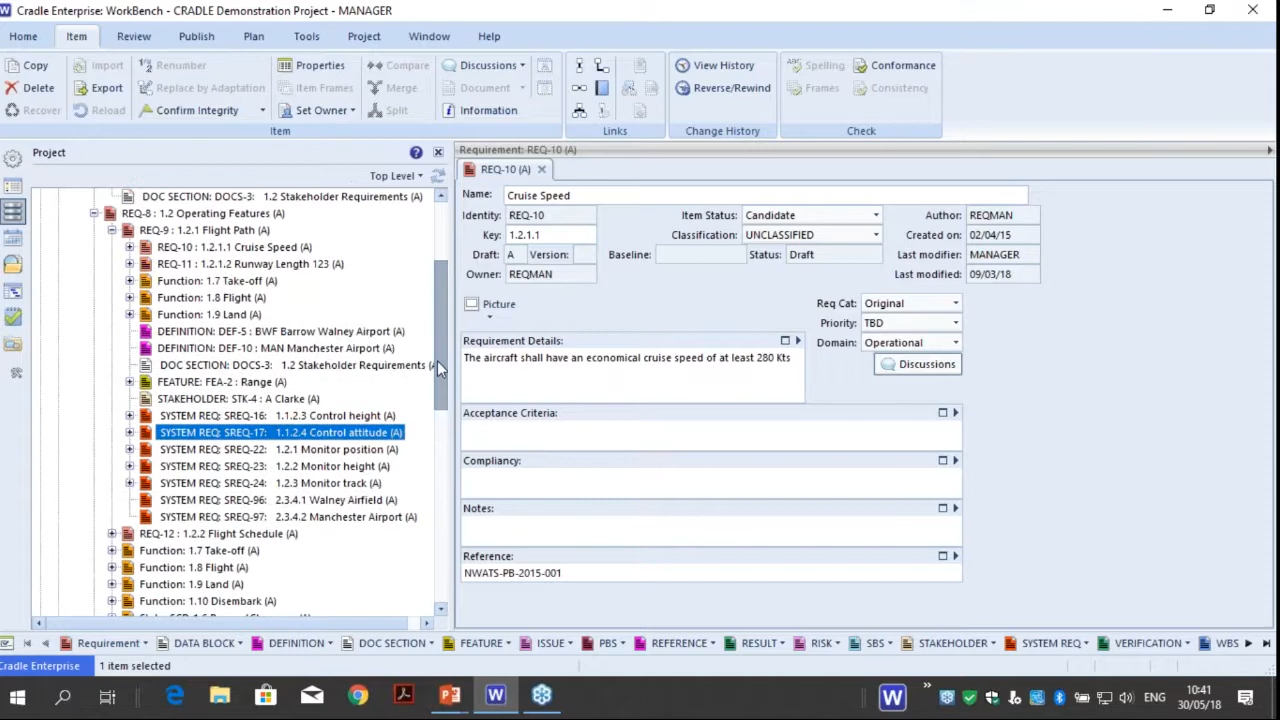 Cradle Enterprise: WorkBench - CRADLE Demonstration Project - MANAGER
Home Item Review Publish Plan Tools Project Window Help
Copy Import Renumber Properties Compare Discussions View History Spelling Conformance
Delete Export Replace by Adaptation Item Frames Merge Document Reverse/Rewind Frames Consistency
Recover Reload Confirm Integrity Set Owner Split Information
Item Links Change History Check
Project
Top Level
DOC SECTION: DOCS-3: 1.2 Stakeholder Requirements (A)
REQ-8 : 1.2 Operating Features (A)
REQ-9 : 1.2.1 Flight Path (A)
REQ-10 : 1.2.1.1 Cruise Speed (A)
REQ-11 : 1.2.1.2 Runway Length 123 (A)
Function: 1.7 Take-off (A)
Function: 1.8 Flight (A)
Function: 1.9 Land (A)
DEFINITION: DEF-5 : BWF Barrow Walney Airport (A)
DEFINITION: DEF-10 : MAN Manchester Airport (A)
DOC SECTION: DOCS-3: 1.2 Stakeholder Requirements (A
FEATURE: FEA-2 : Range (A)
STAKEHOLDER: STK-4 : A Clarke (A)
SYSTEM REQ: SREQ-16: 1.1.2.3 Control height (A)
SYSTEM REQ: SREQ-17: 1.1.2.4 Control attitude (A)
SYSTEM REQ: SREQ-22: 1.2.1 Monitor position (A)
SYSTEM REQ: SREQ-23: 1.2.2 Monitor height (A)
SYSTEM REQ: SREQ-24: 1.2.3 Monitor track (A)
SYSTEM REQ: SREQ-96: 2.3.4.1 Walney Airfield (A)
SYSTEM REQ: SREQ-97: 2.3.4.2 Manchester Airport (A)
REQ-12 : 1.2.2 Flight Schedule (A)
Function: 1.7 Take-off (A)
Function: 1.8 Flight (A)
Function: 1.9 Land (A)
Function: 1.10 Disembark (A)
Requirement: REQ-10 (A)
REQ-10 (A)
Name: Cruise Speed
Identity: REQ-10 Item Status: Candidate Author: REQMAN
Key: 1.2.1.1 Classification: UNCLASSIFIED Created on: 02/04/15
Draft: A Version: Baseline: Status: Draft Last modifier: MANAGER
Owner: REQMAN Last modified: 09/03/18
Picture Req Cat: Original
Priority: TBD
Requirement Details: Domain: Operational
The aircraft shall have an economical cruise speed of at least 280 Kts
Discussions
Acceptance Criteria:
Compliancy:
Notes:
Reference:
NWATS-PB-2015-001
Requirement DATA BLOCK DEFINITION DOC SECTION FEATURE ISSUE PBS REFERENCE RESULT RISK SBS STAKEHOLDER SYSTEM REQ VERIFICATION WBS
Cradle Enterprise 1 item selected
ENG 10:41
30/05/18